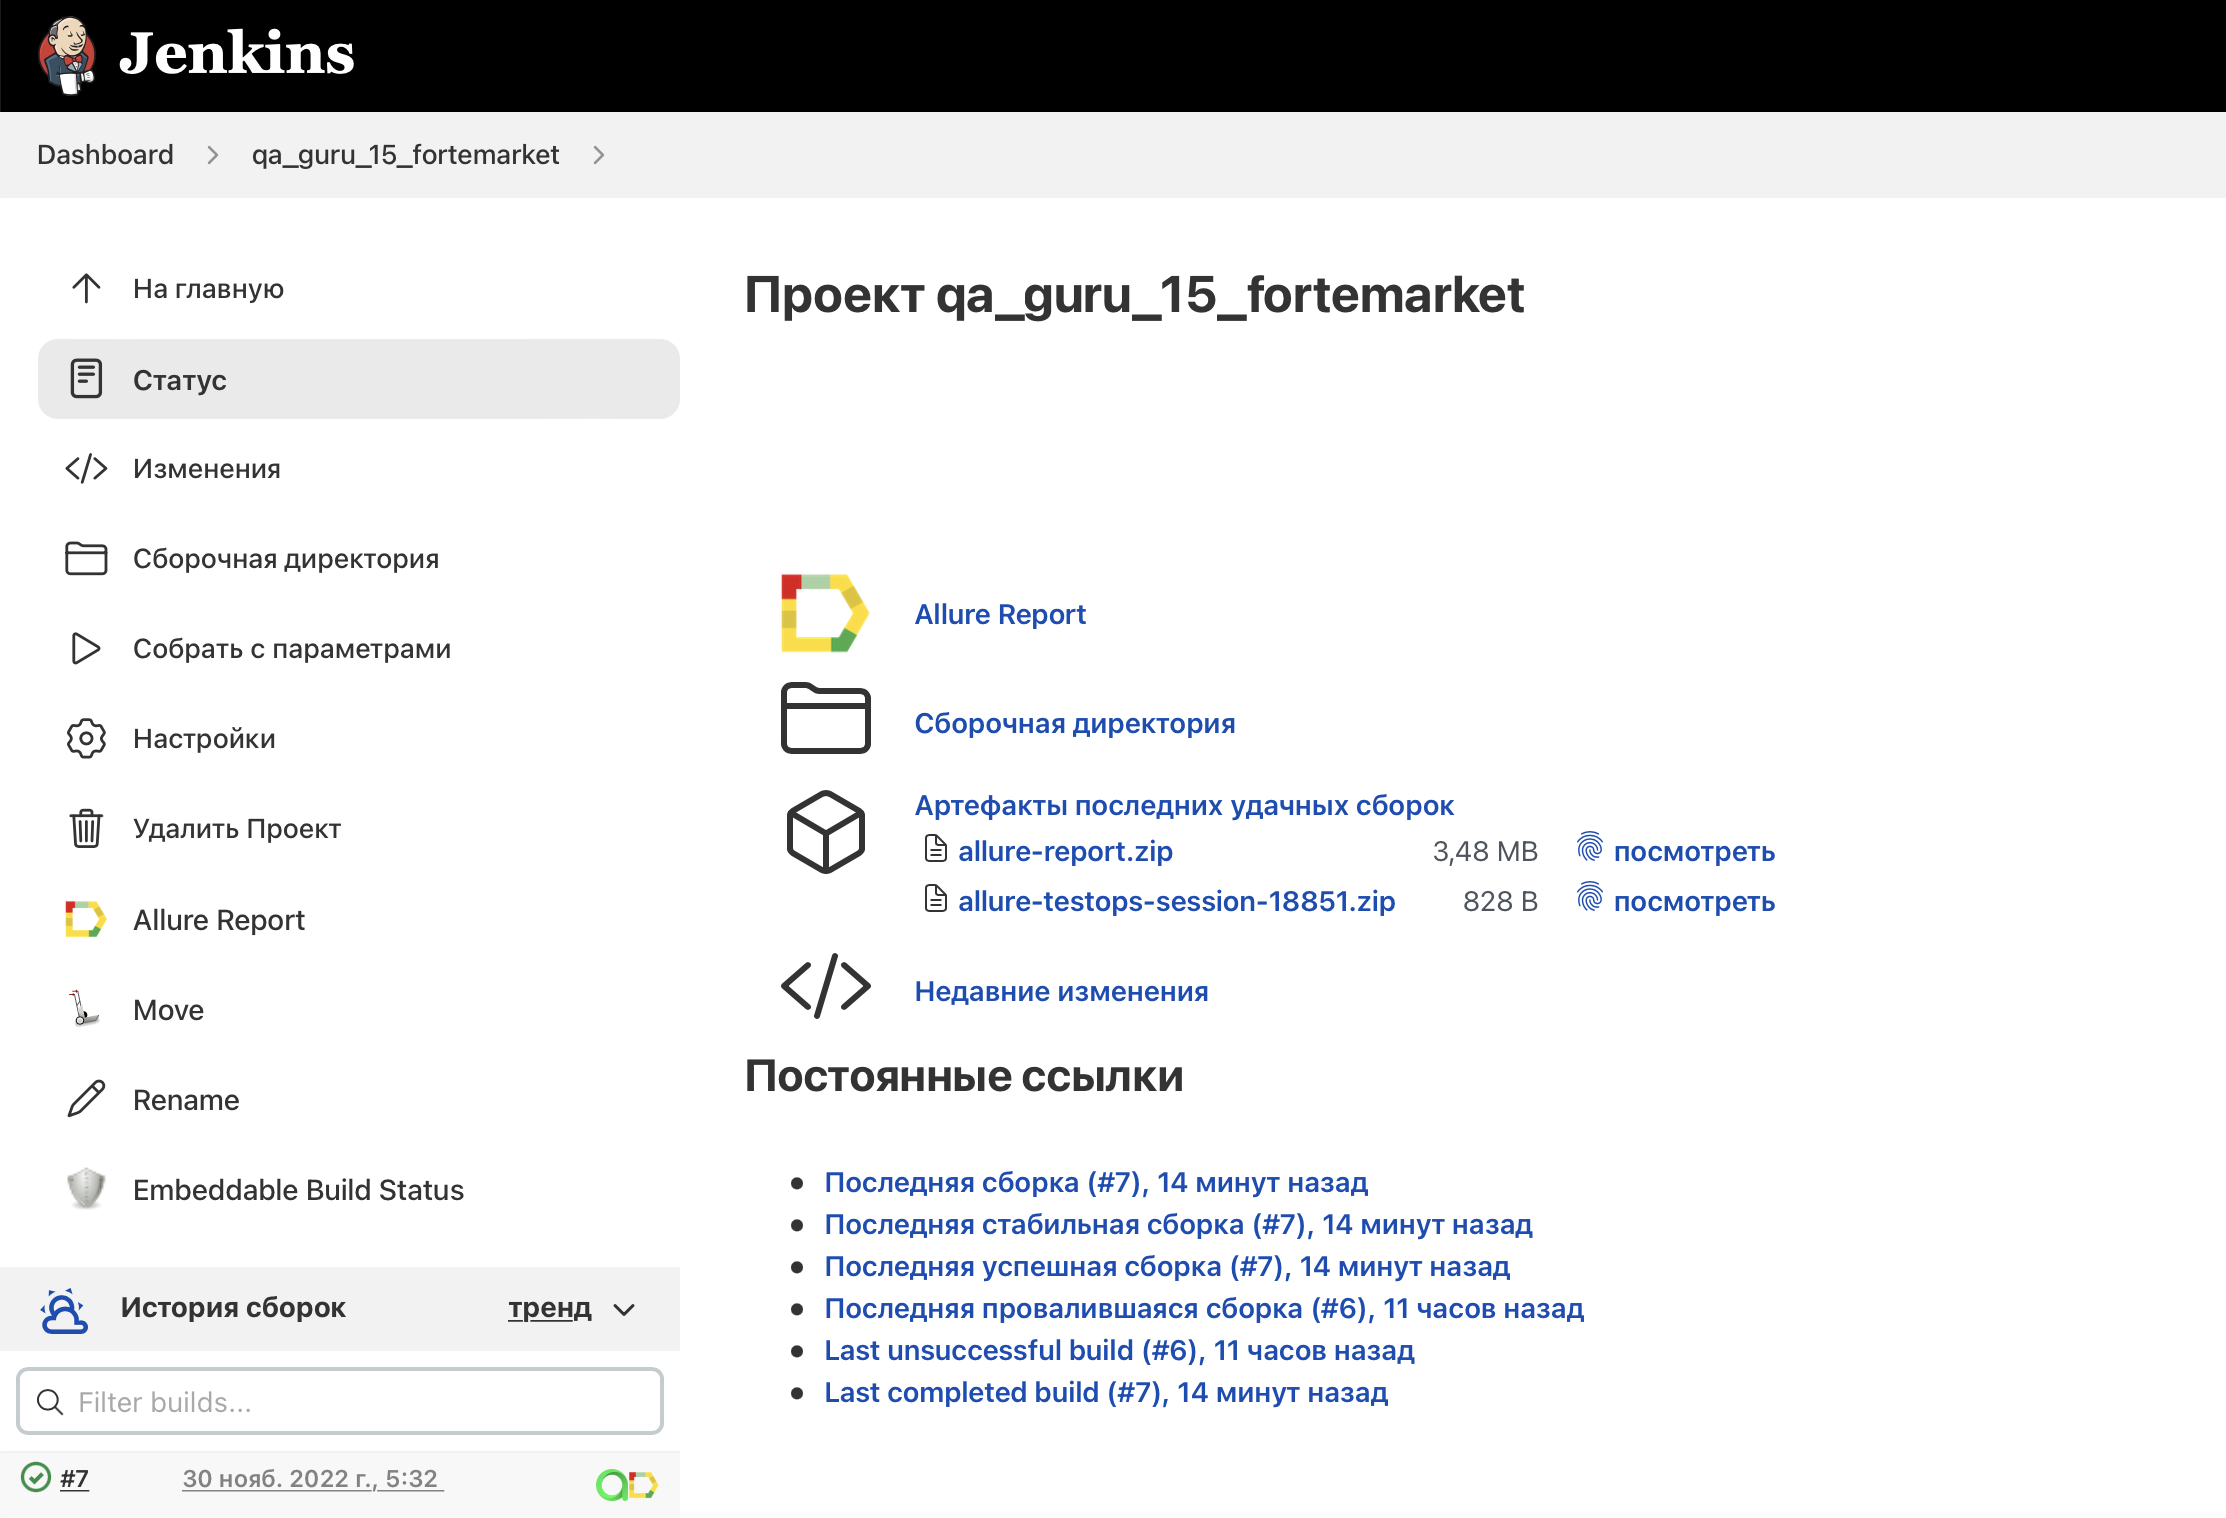 Jenkins
Dashboard
qa_guru_15_fortemarket
На главную
Статус
Изменения
Сборочная директория
Собрать с параметрами
Настройки
Удалить Проект
Allure Report
Move
Rename
Embeddable Build Status
История сборок тренд
Filter builds...
#7 30 нояб. 2022 г., 5:32
Проект qa_guru_15_fortemarket
Allure Report
Сборочная директория
Артефакты последних удачных сборок
allure-report.zip 3,48 MB посмотреть
allure-testops-session-18851.zip 828 B посмотреть
Недавние изменения
Постоянные ссылки
Последняя сборка (#7), 14 минут назад
Последняя стабильная сборка (#7), 14 минут назад
Последняя успешная сборка (#7), 14 минут назад
Последняя провалившаяся сборка (#6), 11 часов назад
Last unsuccessful build (#6), 11 часов назад
Last completed build (#7), 14 минут назад